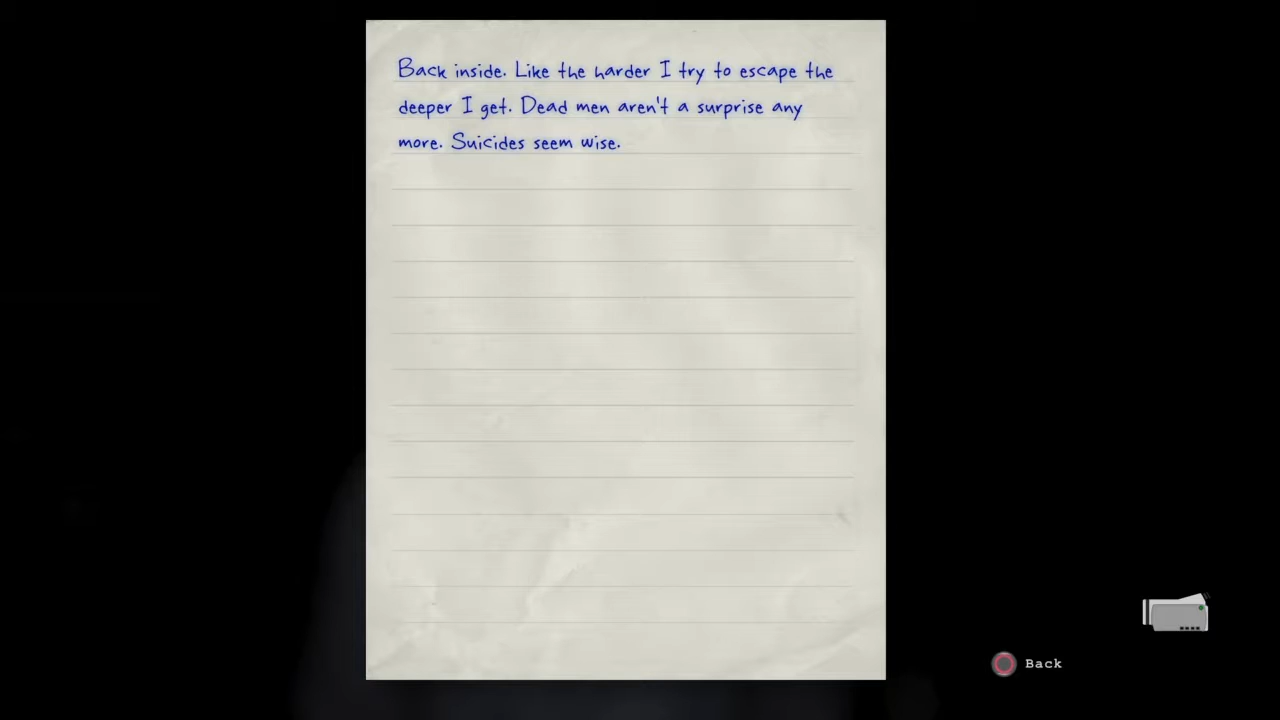 Back inside. Like the harder I try to escape the
deeper I get. Dead men aren't a surprise any
more. Suicides seem wise.
Back